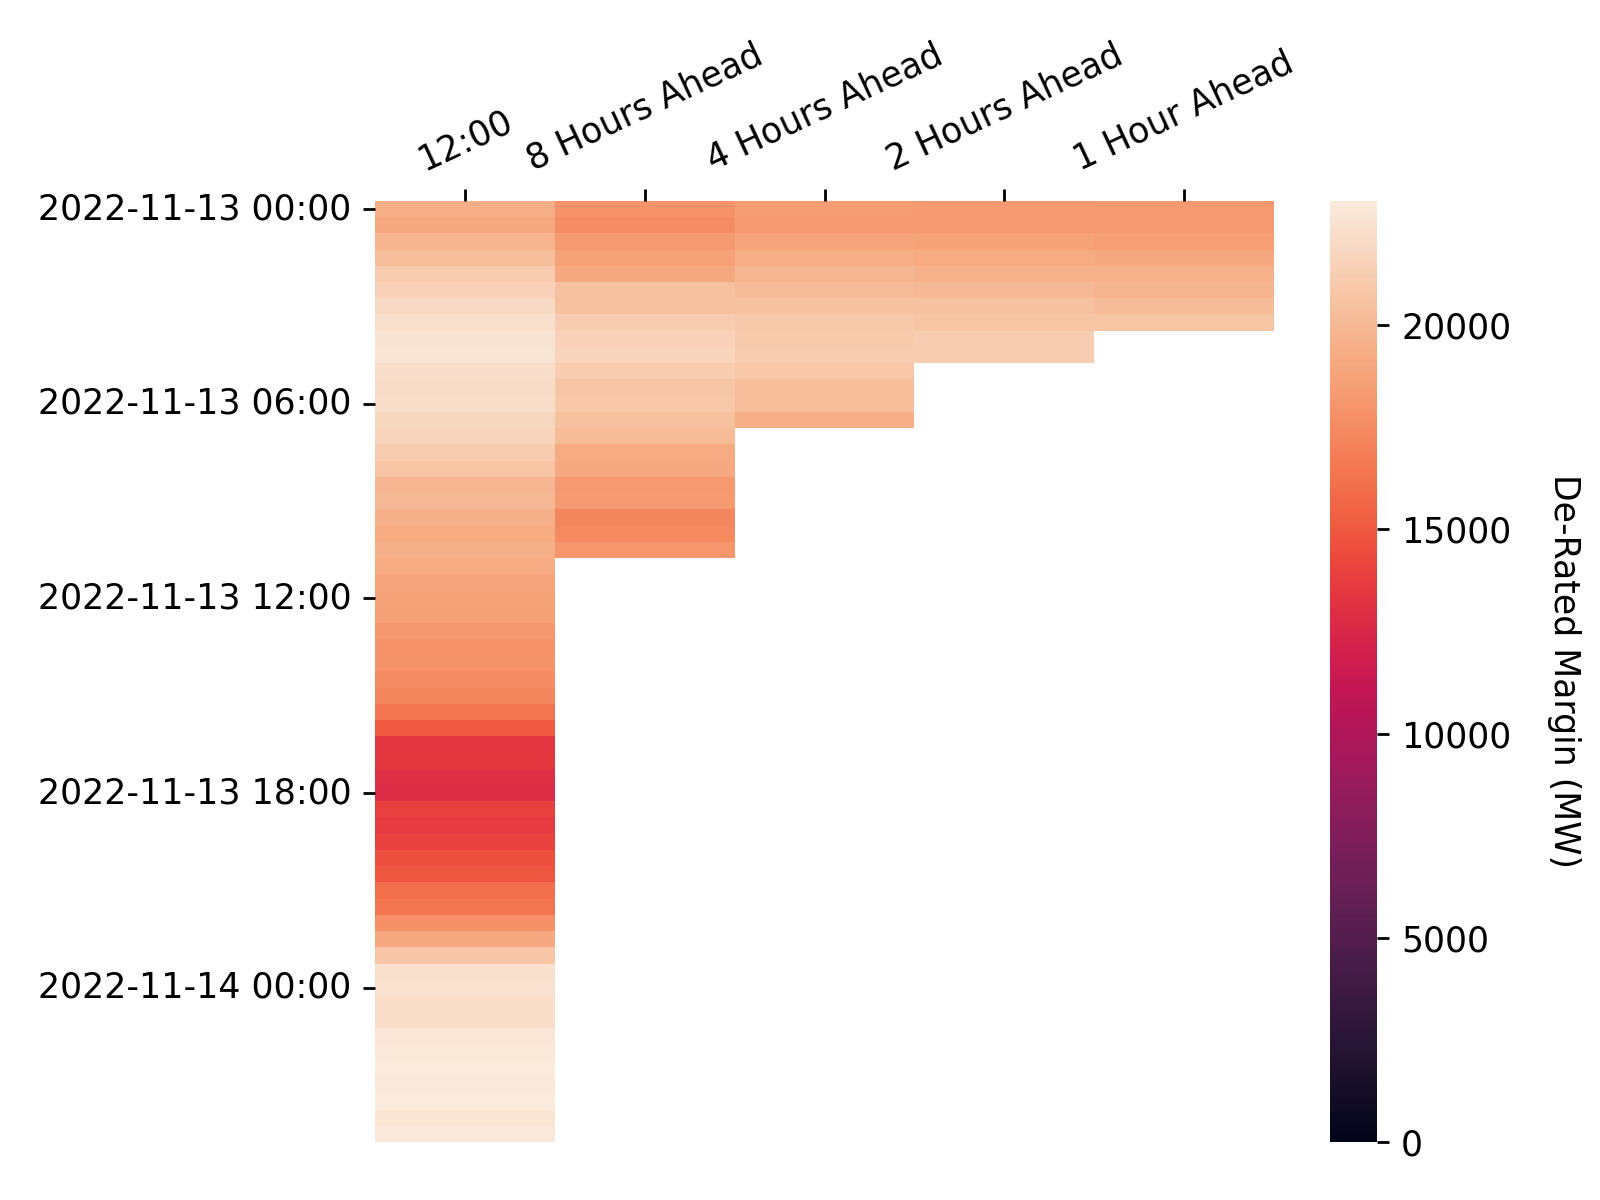 12:00
8 Hours Ahead
4 Hours Ahead
2 Hours Ahead
1 Hour Ahead
2022-11-13 00:00
2022-11-13 06:00
2022-11-13 12:00
2022-11-13 18:00
2022-11-14 00:00
20000
15000
10000
5000
0
De-Rated Margin (MW)